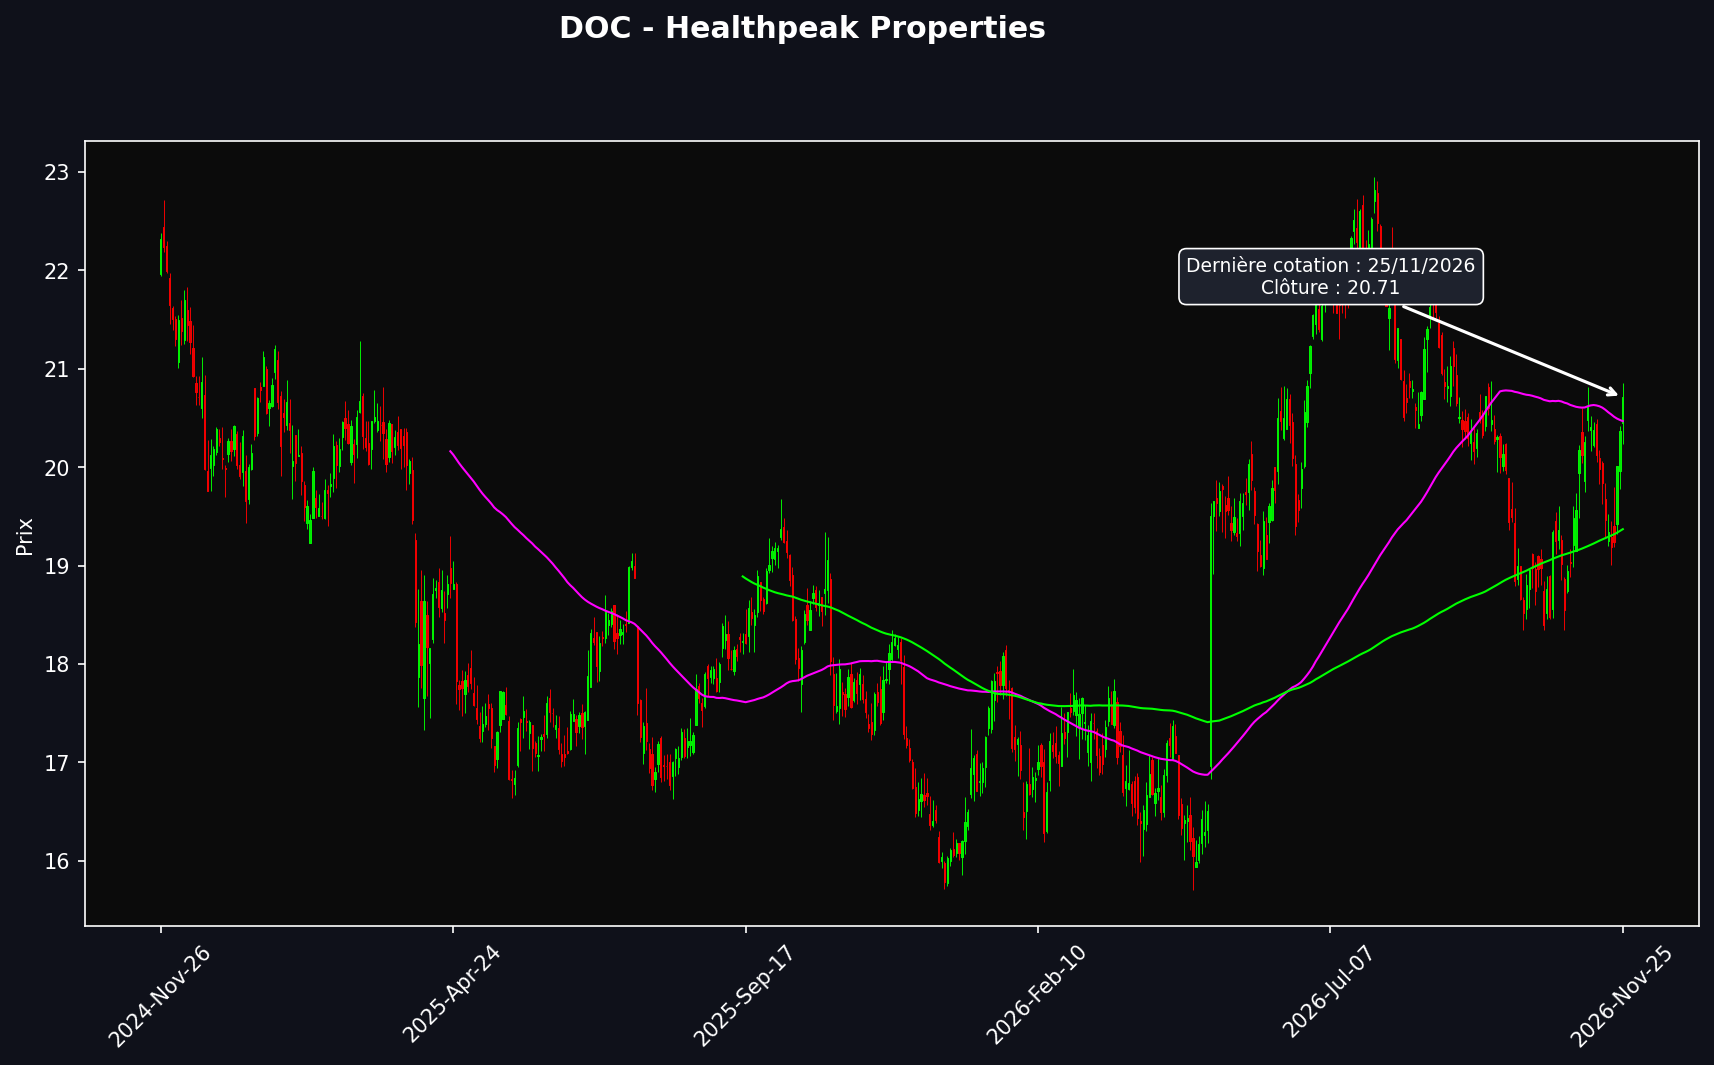 DOC - Healthpeak Properties
23
22
21
20
19
18
17
16
Prix
Dernière cotation : 25/11/2026
Clôture : 20.71
2024-Nov-26
2025-Apr-24
2025-Sep-17
2026-Feb-10
2026-Jul-07
2026-Nov-25